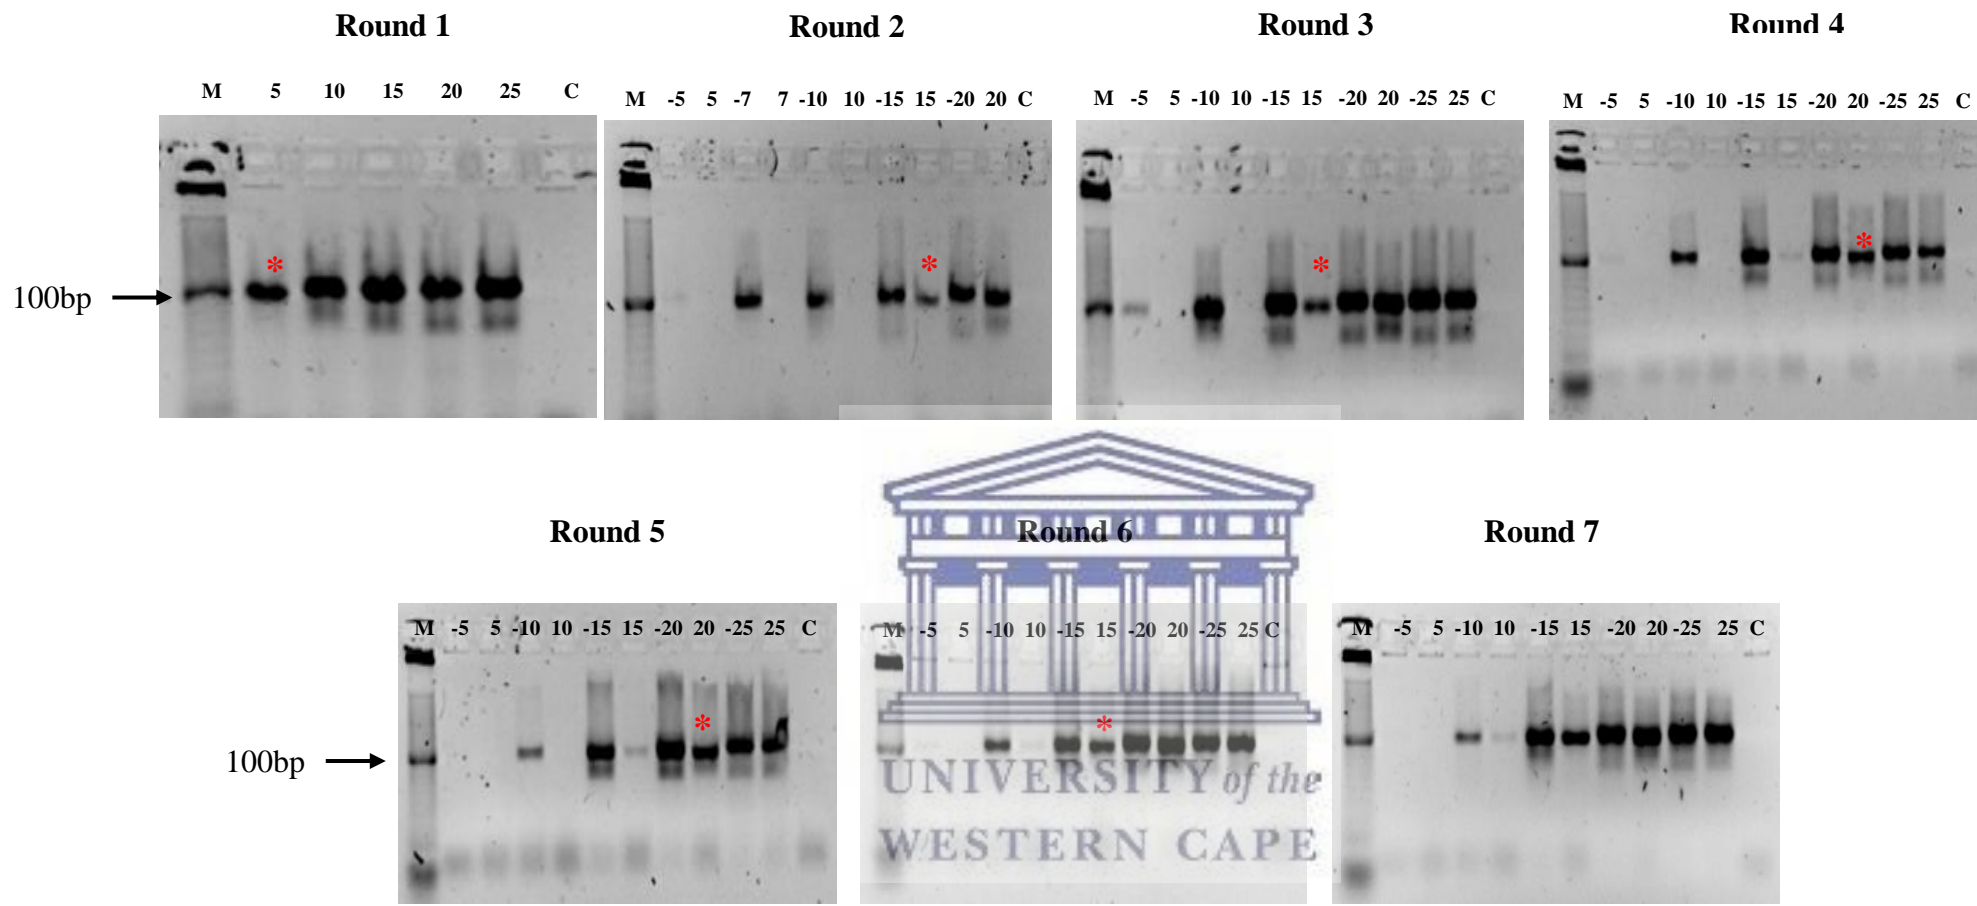 Round 1
M 5 10 15 20 25 C
*
100bp
Round 2
M -5 5 -7 7 -10 10 -15 15 -20 20 C
*
Round 3
M -5 5 -10 10 -15 15 -20 20 -25 25 C
*
Round 4
M -5 5 -10 10 -15 15 -20 20 -25 25 C
*
Round 5
M -5 5 -10 10 -15 15 -20 20 -25 25 C
*
100bp
Round 6
M -5 5 -10 10 -15 15 -20 20 -25 25 C
*
UNIVERSITY of the
WESTERN CAPE
Round 7
M -5 5 -10 10 -15 15 -20 20 -25 25 C